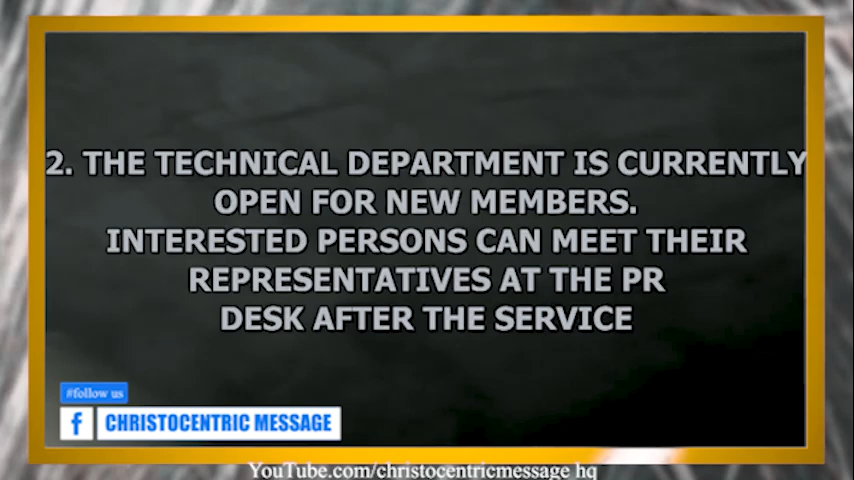 2. THE TECHNICAL DEPARTMENT IS CURRENTLY
OPEN FOR NEW MEMBERS.
INTERESTED PERSONS CAN MEET THEIR
REPRESENTATIVES AT THE PR
DESK AFTER THE SERVICE
#follow us
f CHRISTOCENTRIC MESSAGE
YouTube.com/christocentricmessage hq